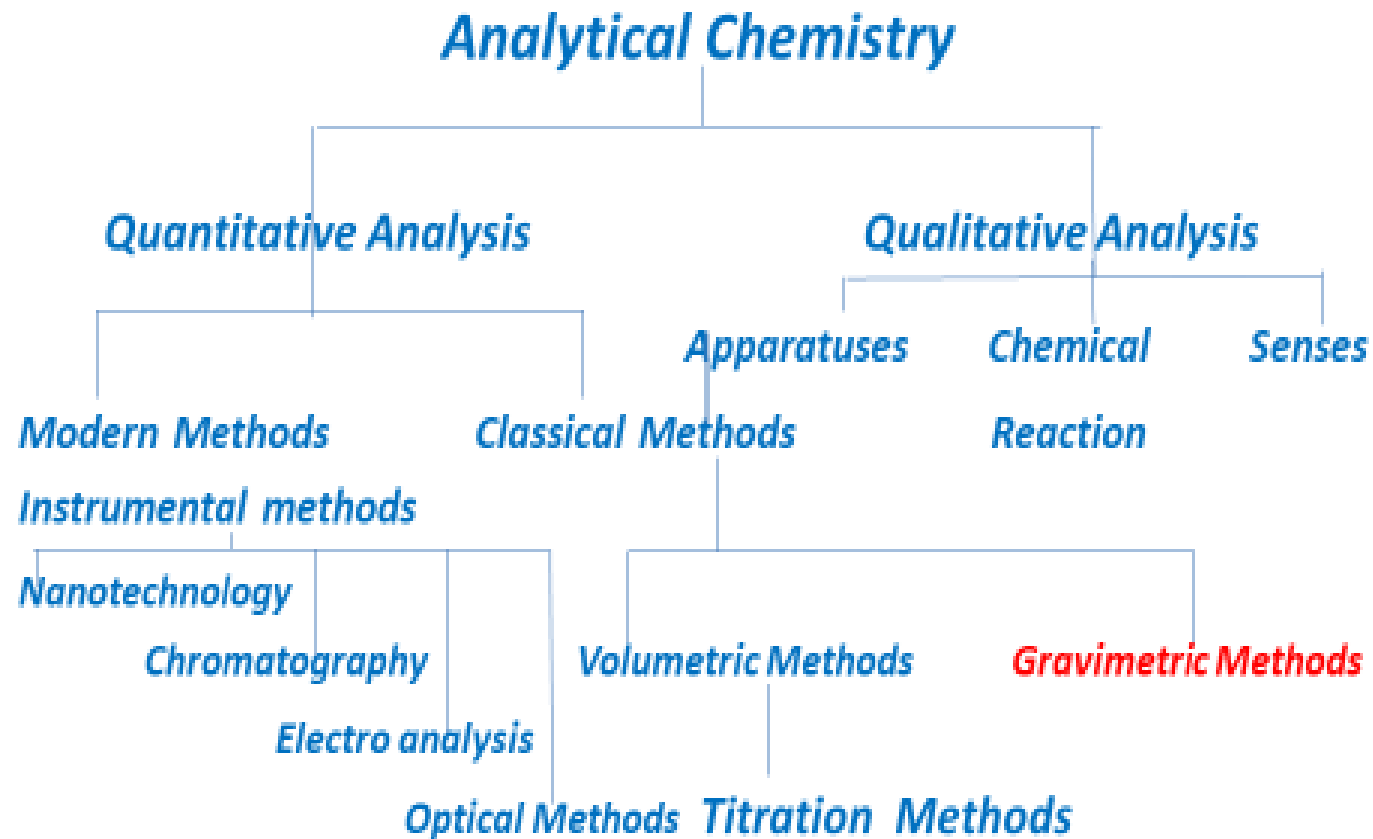 Analytical Chemistry
Quantitative Analysis
Qualitative Analysis
Apparatuses
Chemical
Senses
Modern Methods
Classical Methods
Reaction
Instrumental methods
Nanotechnology
Chromatography
Volumetric Methods
Gravimetric Methods
Electro analysis
Optical Methods
Titration Methods